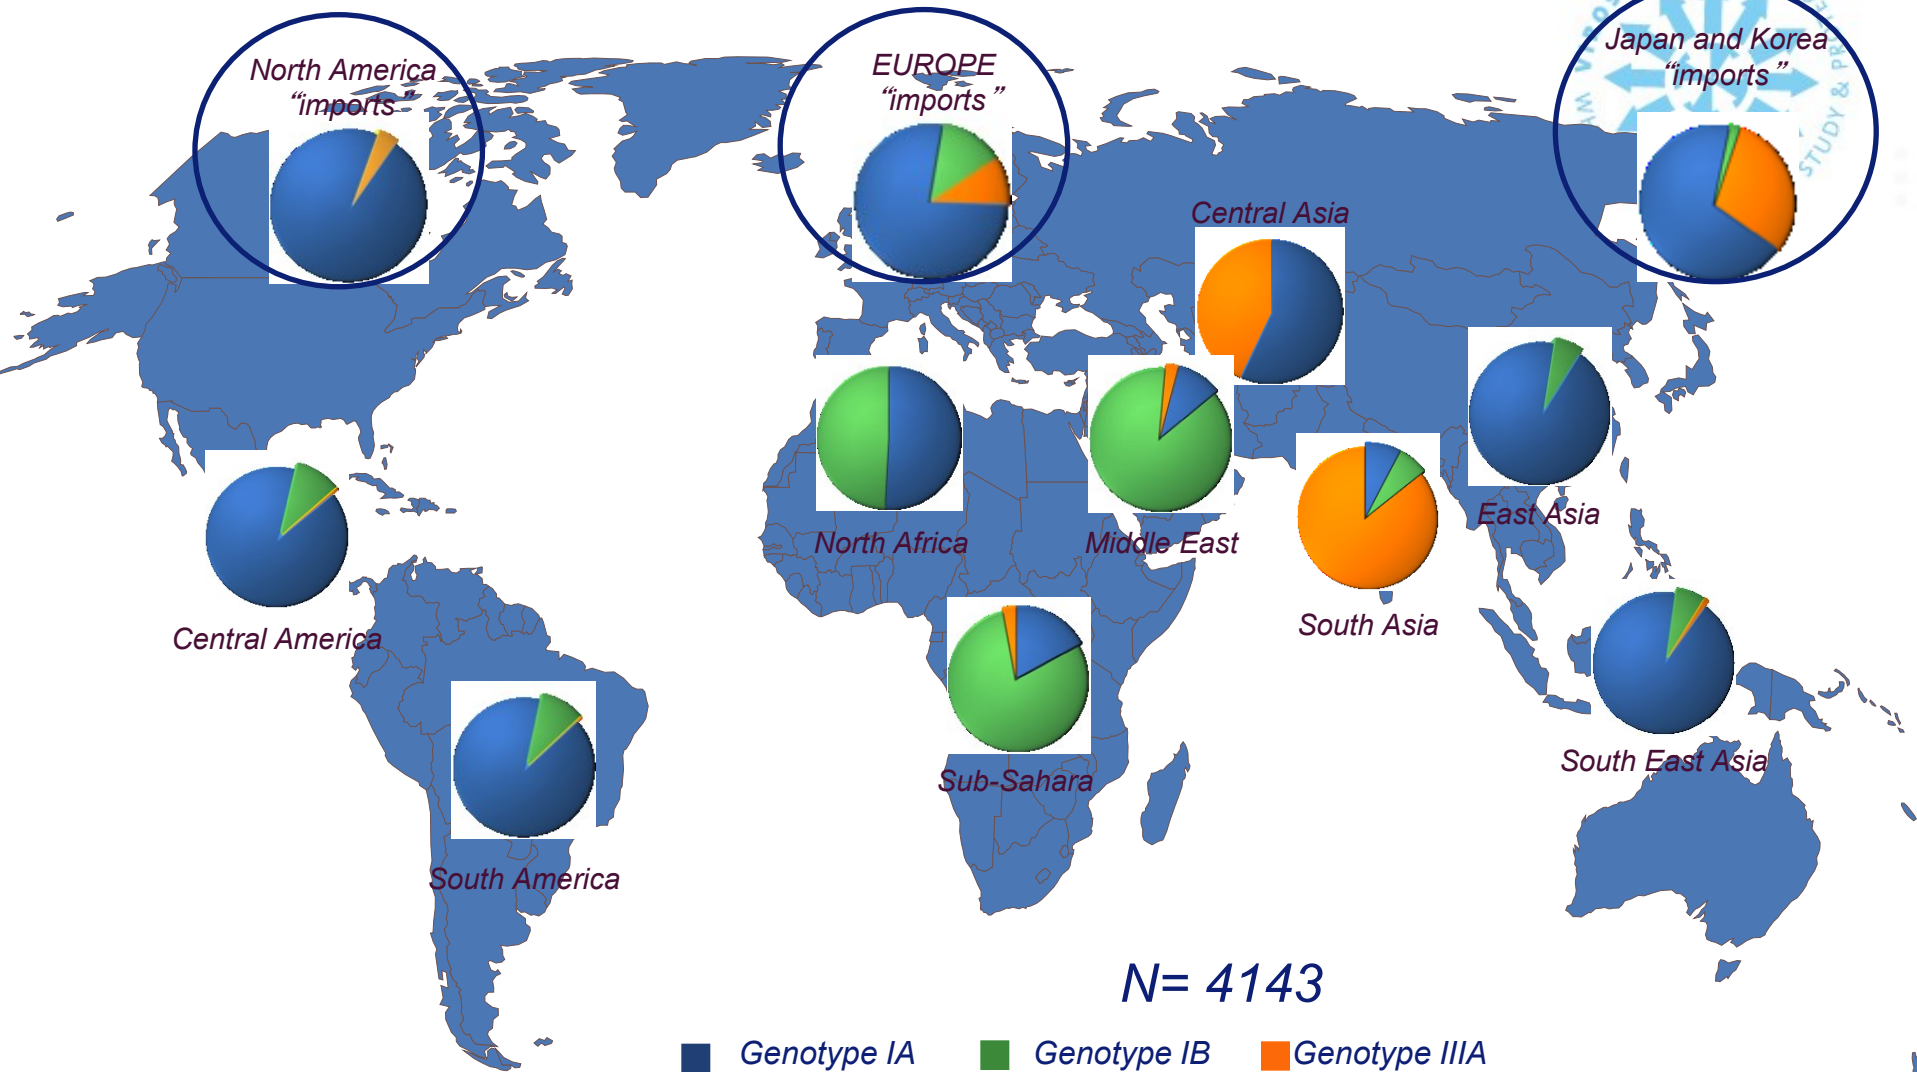 North America
“imports”
EUROPE
“imports”
Japan and Korea
“imports”
STUDY &
Central Asia
North Africa
Middle East
East Asia
South Asia
Central America
Sub-Sahara
South East Asia
South America
N= 4143
Genotype IA
Genotype IB
Genotype IIIA